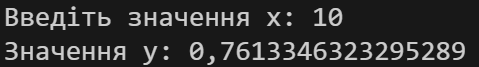 Введіть значення x: 10
Значення y: 0,7613346323295289